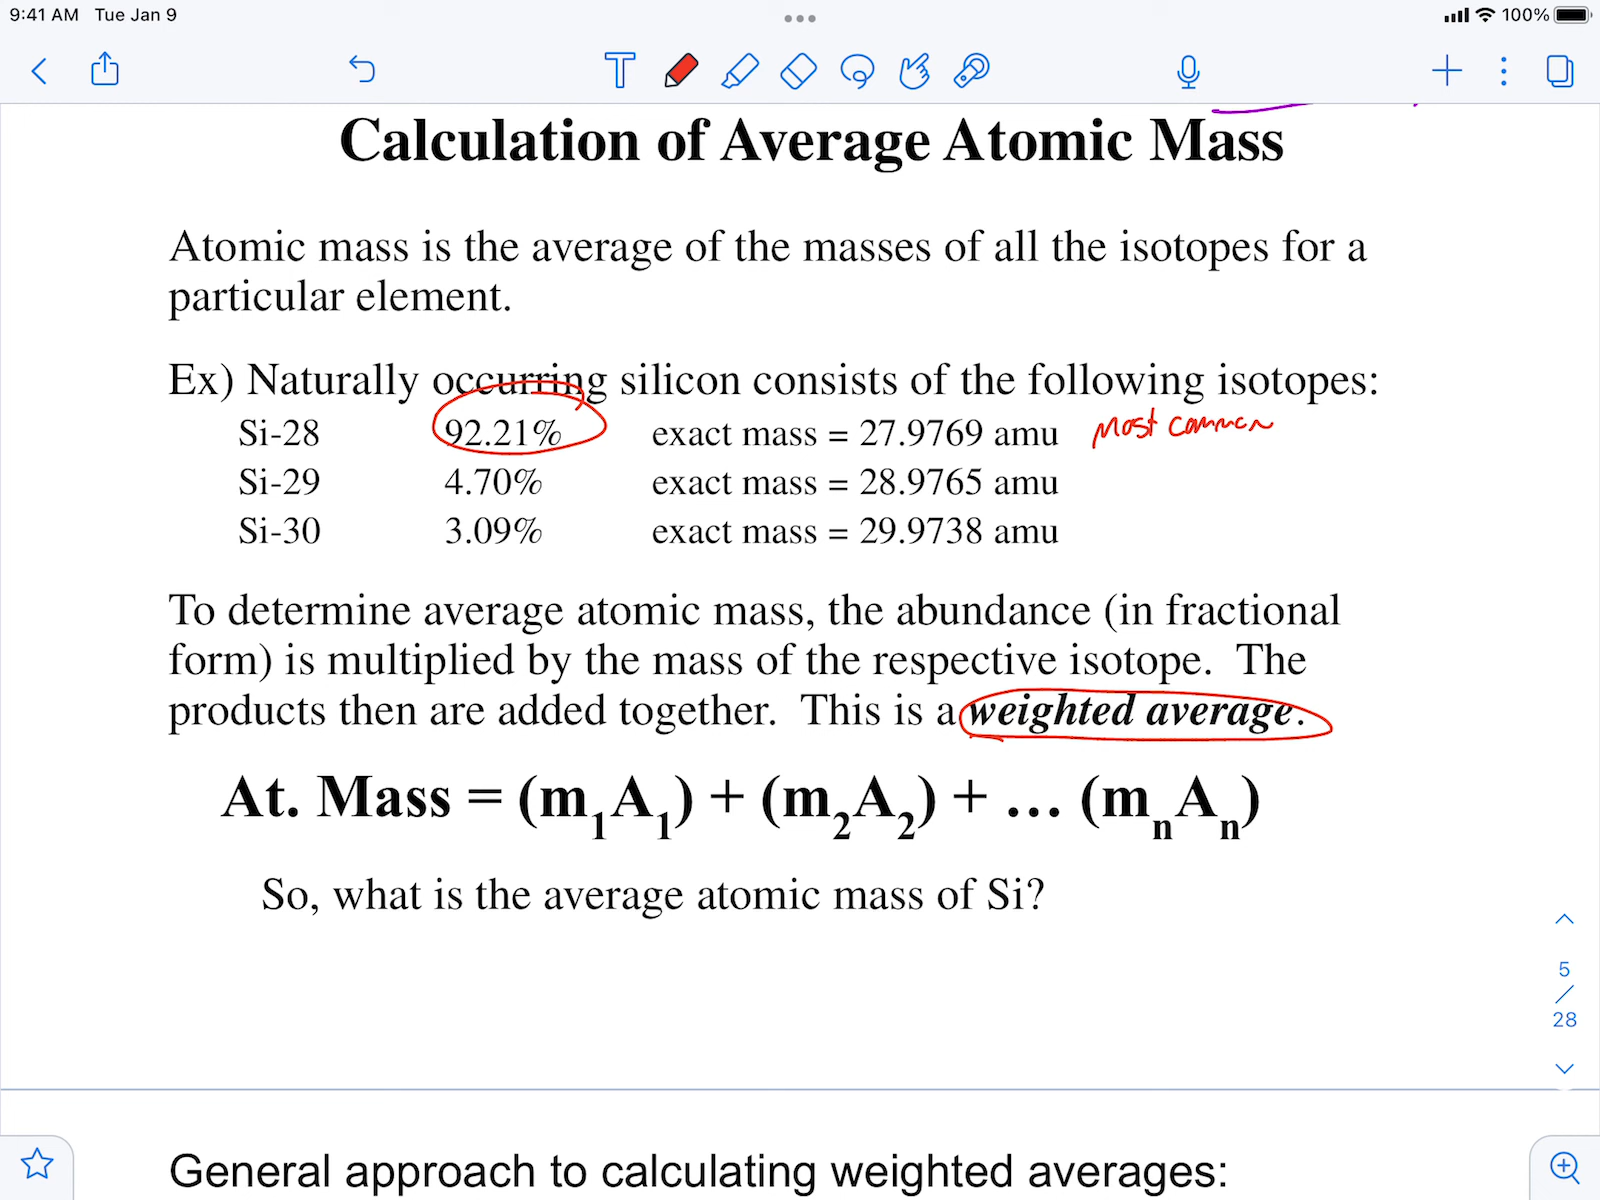 9:41 AM Tue Jan 9
100%
Calculation of Average Atomic Mass
Atomic mass is the average of the masses of all the isotopes for a
particular element.
Ex) Naturally occurring silicon consists of the following isotopes:
Si-28 92.21% exact mass = 27.9769 amu Most common
Si-29 4.70% exact mass = 28.9765 amu
Si-30 3.09% exact mass = 29.9738 amu
To determine average atomic mass, the abundance (in fractional
form) is multiplied by the mass of the respective isotope. The
products then are added together. This is a weighted average.
At. Mass = (m₁A₁) + (m₂A₂) + ... (mₙAₙ)
So, what is the average atomic mass of Si?
5
/
28
General approach to calculating weighted averages: